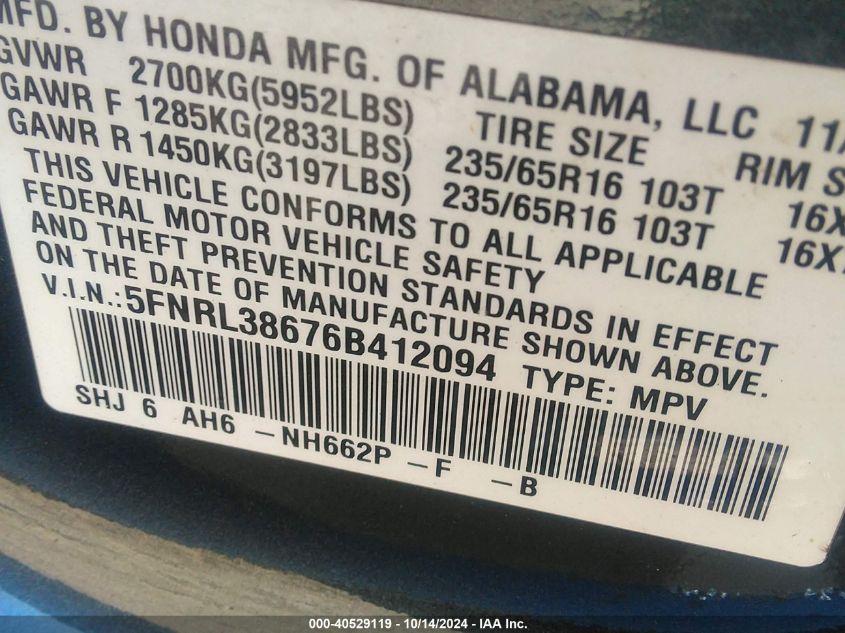 MFD. BY HONDA MFG. OF ALABAMA, LLC 11/
GVWR 2700KG(5952LBS) TIRE SIZE RIM S
GAWR F 1285KG(2833LBS) 235/65R16 103T 16X
GAWR R 1450KG(3197LBS) 235/65R16 103T 16X
THIS VEHICLE CONFORMS TO ALL APPLICABLE
FEDERAL MOTOR VEHICLE SAFETY
AND THEFT PREVENTION STANDARDS IN EFFECT
ON THE DATE OF MANUFACTURE SHOWN ABOVE.
V.I.N.:5FNRL38676B412094 TYPE: MPV
SHJ 6 AH6 -NH662P -F -B
000-40529119 - 10/14/2024 - IAA Inc.